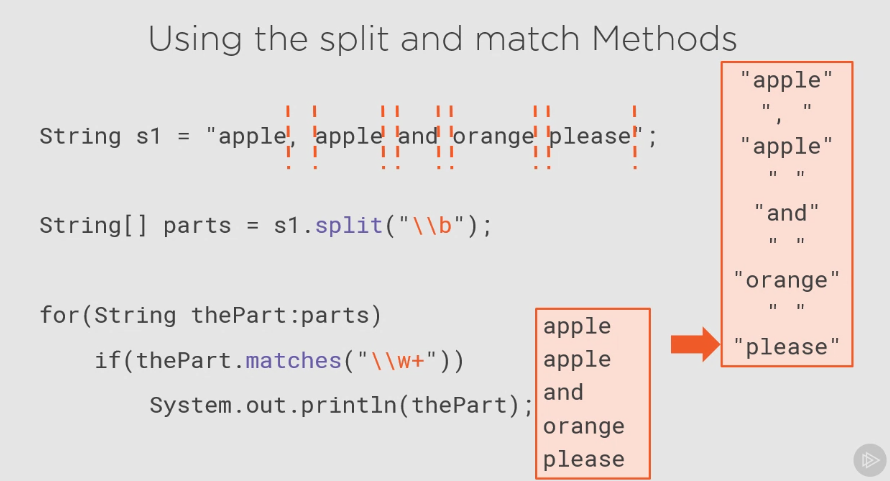 Using the split and match Methods
String s1 = "apple, apple and orange please";
String[] parts = s1.split("\\b");
for(String thePart:parts)
if(thePart.matches("\\w+"))
System.out.println(thePart);
apple
apple
and
orange
please
"apple"
", "
"apple"
" "
"and"
" "
"orange"
" "
"please"